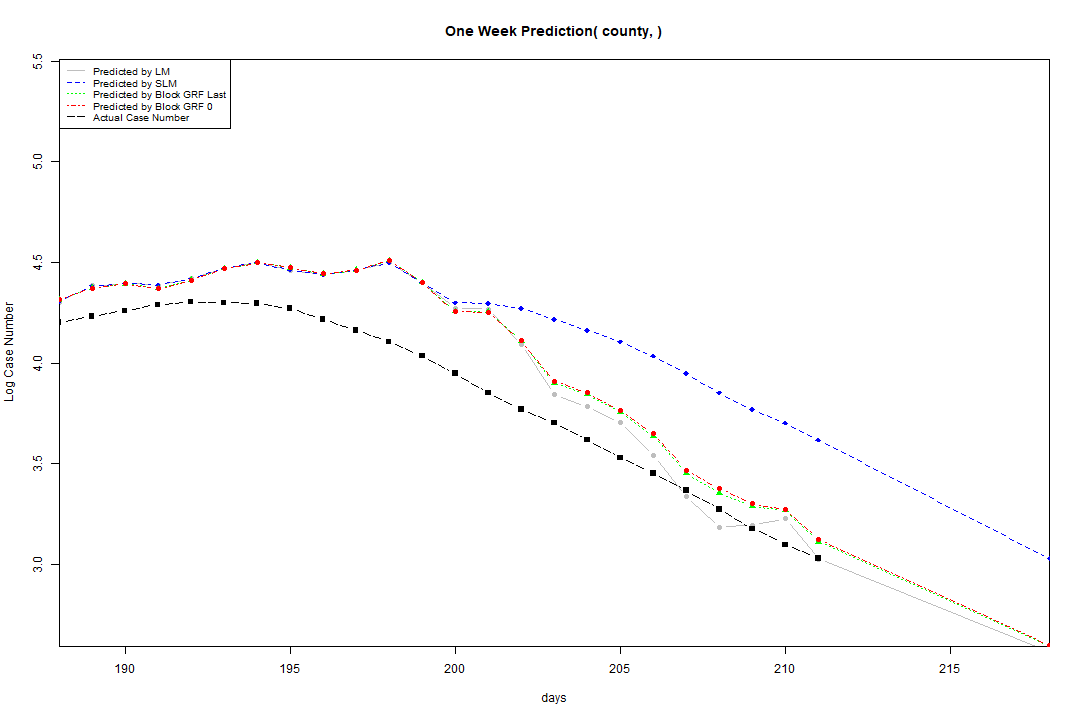 One Week Prediction( county, )
Predicted by LM
Predicted by SLM
Predicted by Block GRF Last
Predicted by Block GRF 0
Actual Case Number
5.5
5.0
4.5
4.0
3.5
3.0
Log Case Number
190 195 200 205 210 215
days